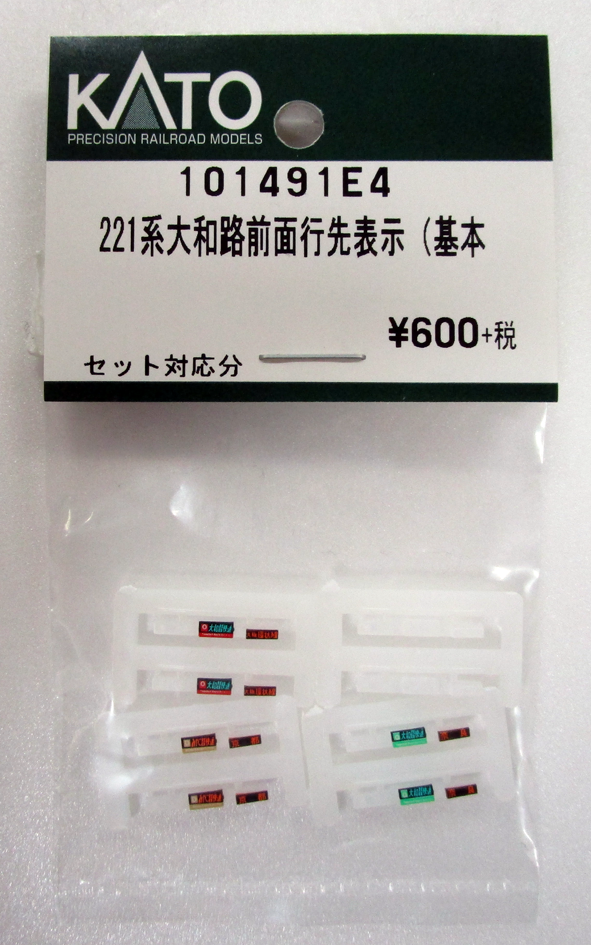 KATO
PRECISION RAILROAD MODELS
101491E4
221系大和路前面行先表示（基本
¥600+税
セット対応分